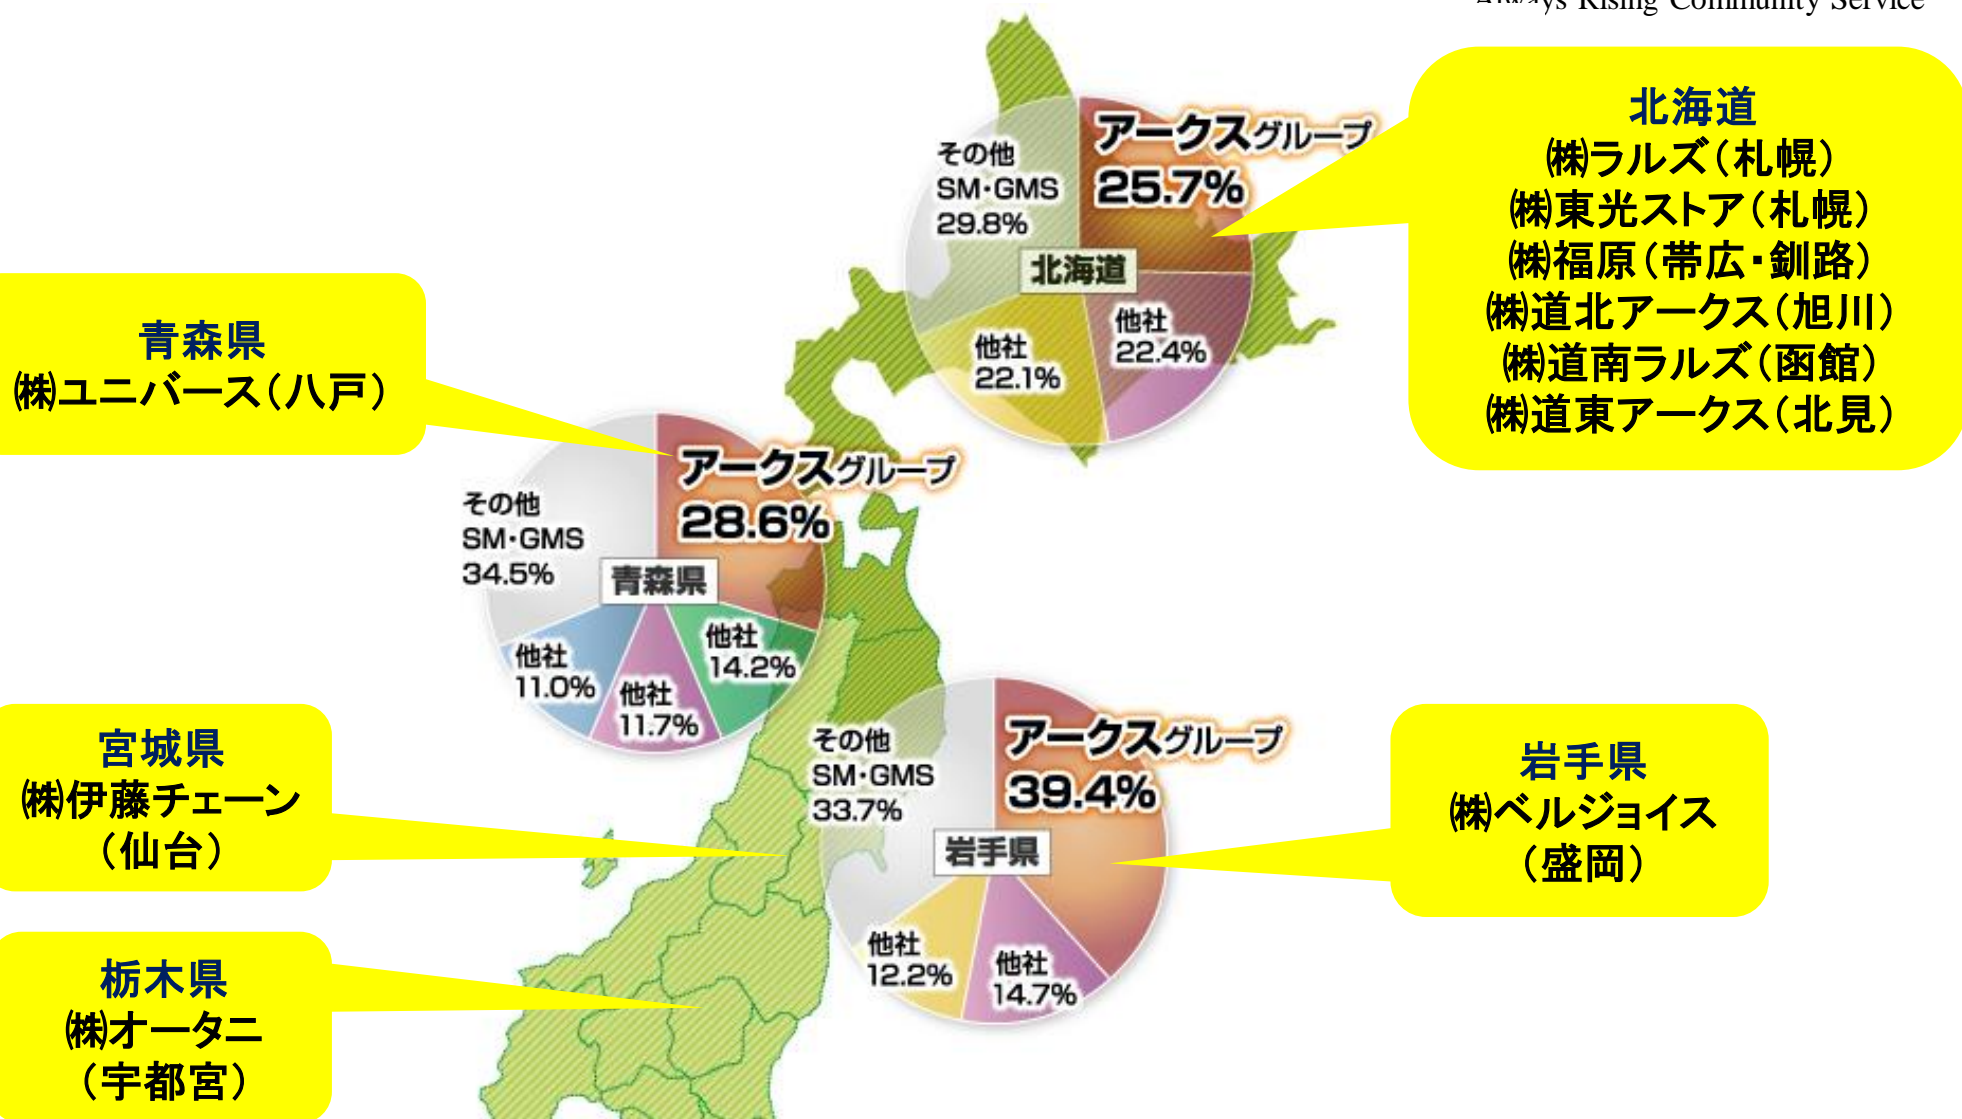 Always Rising Community Service
北海道
㈱ラルズ（札幌）
㈱東光ストア（札幌）
㈱福原（帯広・釧路）
㈱道北アークス（旭川）
㈱道南ラルズ（函館）
㈱道東アークス（北見）
アークスグループ
25.7%
その他
SM・GMS
29.8%
北海道
他社
22.4%
他社
22.1%
青森県
㈱ユニバース（八戸）
アークスグループ
28.6%
その他
SM・GMS
34.5%
青森県
他社
14.2%
他社
11.7%
他社
11.0%
宮城県
㈱伊藤チェーン
（仙台）
アークスグループ
39.4%
その他
SM・GMS
33.7%
岩手県
他社
14.7%
他社
12.2%
岩手県
㈱ベルジョイス
（盛岡）
栃木県
㈱オータニ
（宇都宮）